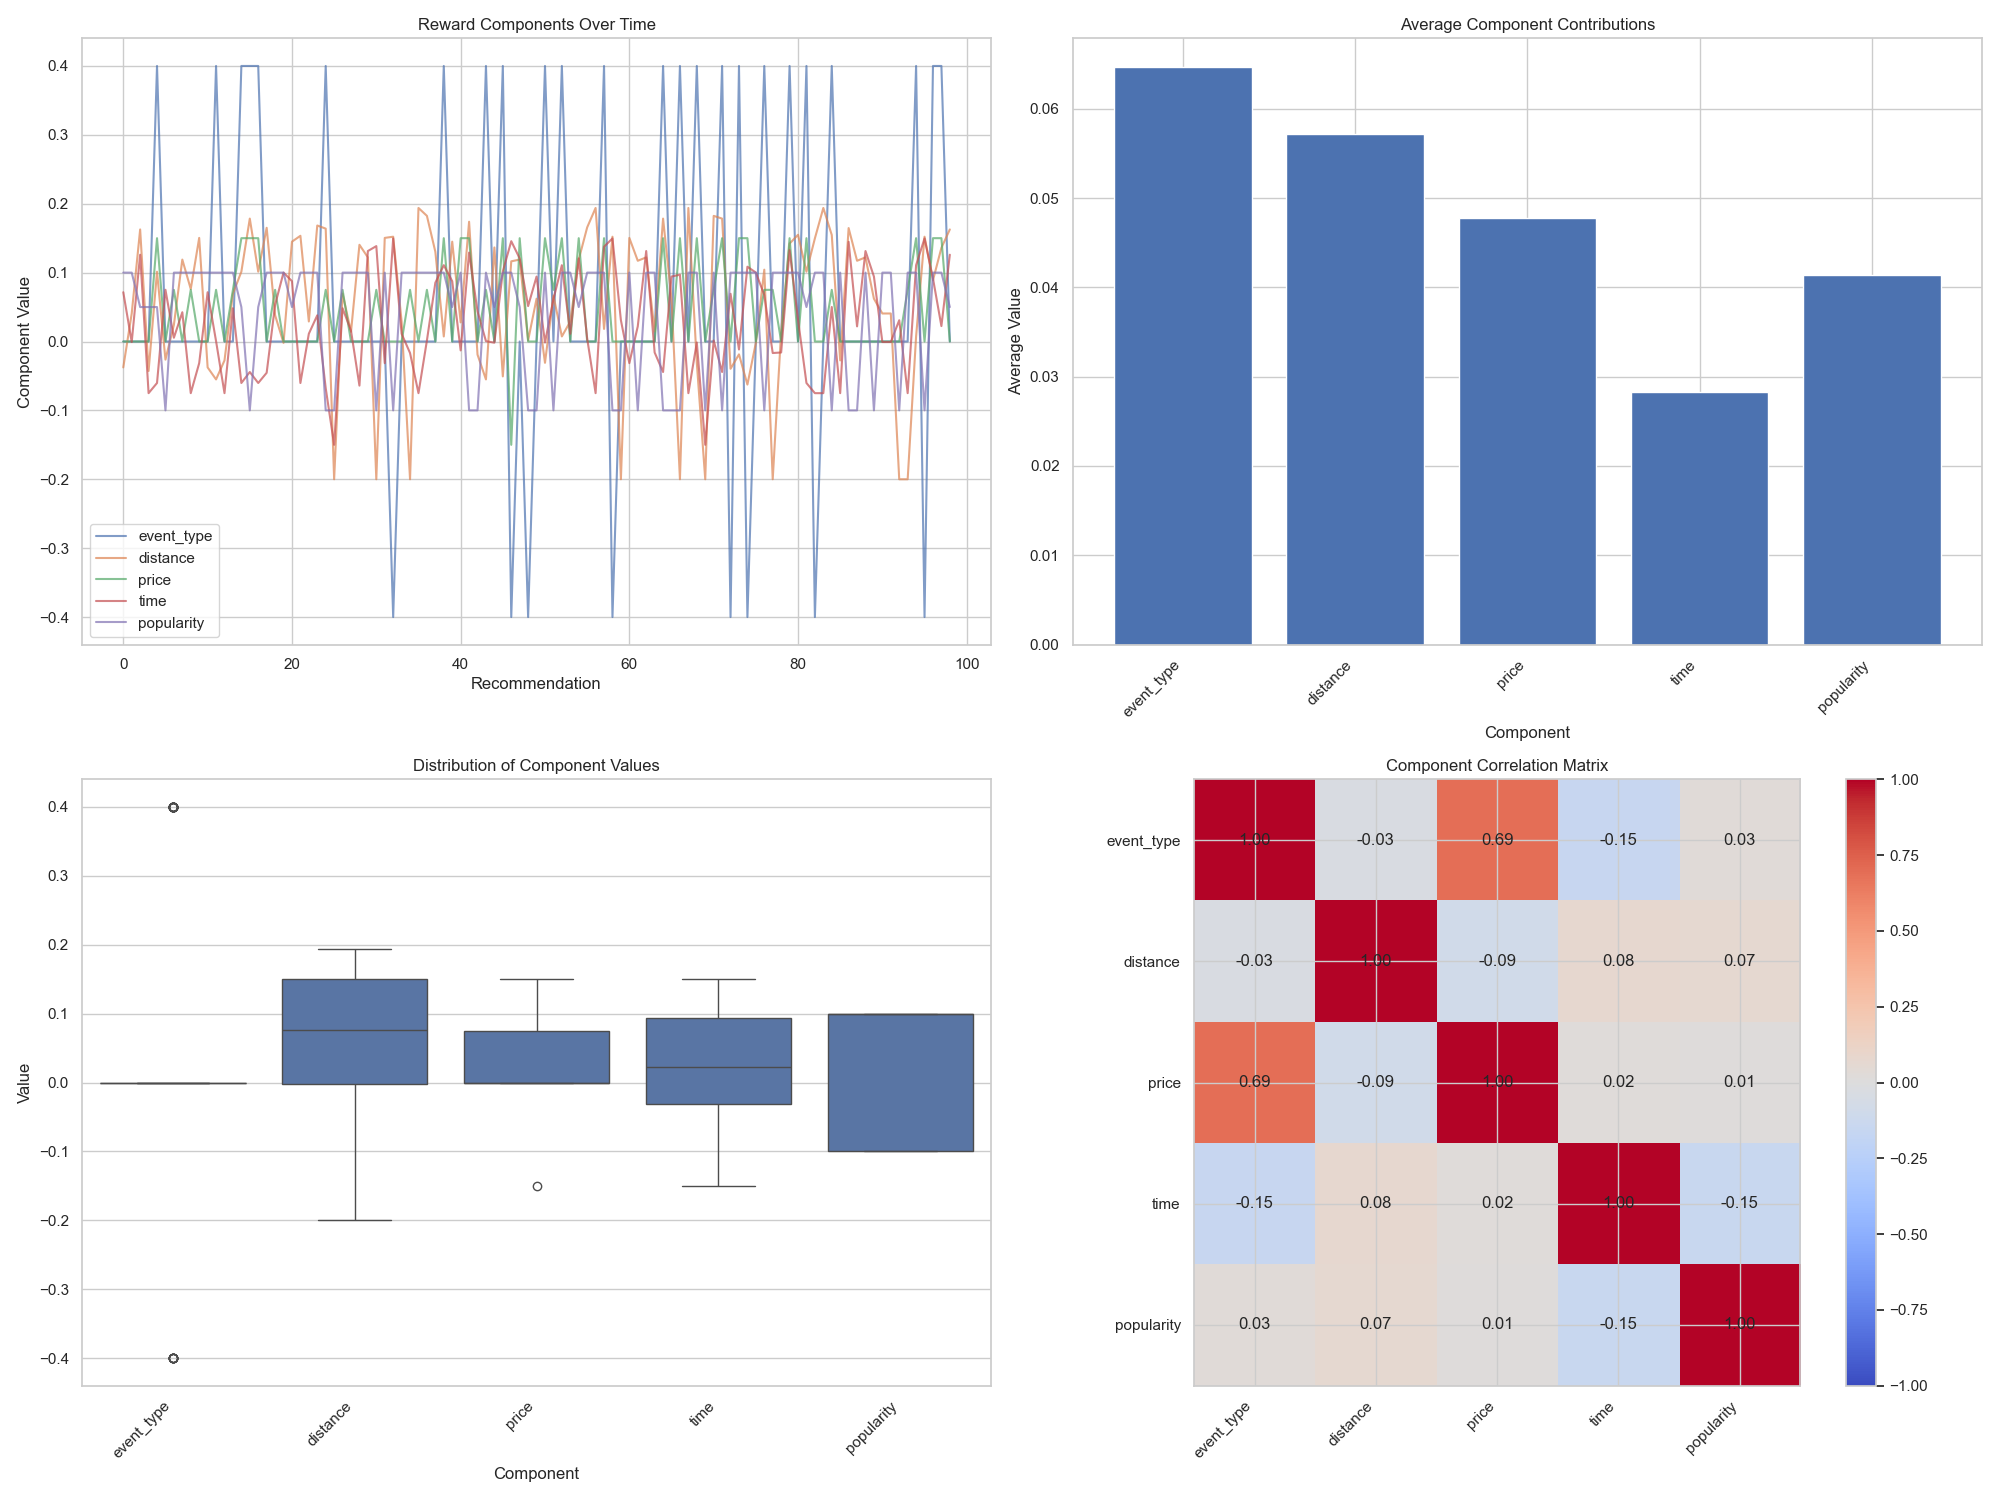 Reward Components Over Time
Component Value
0.4
0.3
0.2
0.1
0.0
−0.1
−0.2
−0.3
−0.4
event_type
distance
price
time
popularity
0
20
40
60
80
100
Recommendation
Average Component Contributions
Average Value
0.06
0.05
0.04
0.03
0.02
0.01
0.00
event_type
distance
price
time
popularity
Component
Distribution of Component Values
Value
0.4
0.3
0.2
0.1
0.0
−0.1
−0.2
−0.3
−0.4
event_type
distance
price
time
popularity
Component
Component Correlation Matrix
event_type 1.00 -0.03 0.69 -0.15 0.03
distance -0.03 1.00 -0.09 0.08 0.07
price 0.69 -0.09 1.00 0.02 0.01
time -0.15 0.08 0.02 1.00 -0.15
popularity 0.03 0.07 0.01 -0.15 1.00
event_type
distance
price
time
popularity
1.00
0.75
0.50
0.25
0.00
−0.25
−0.50
−0.75
−1.00